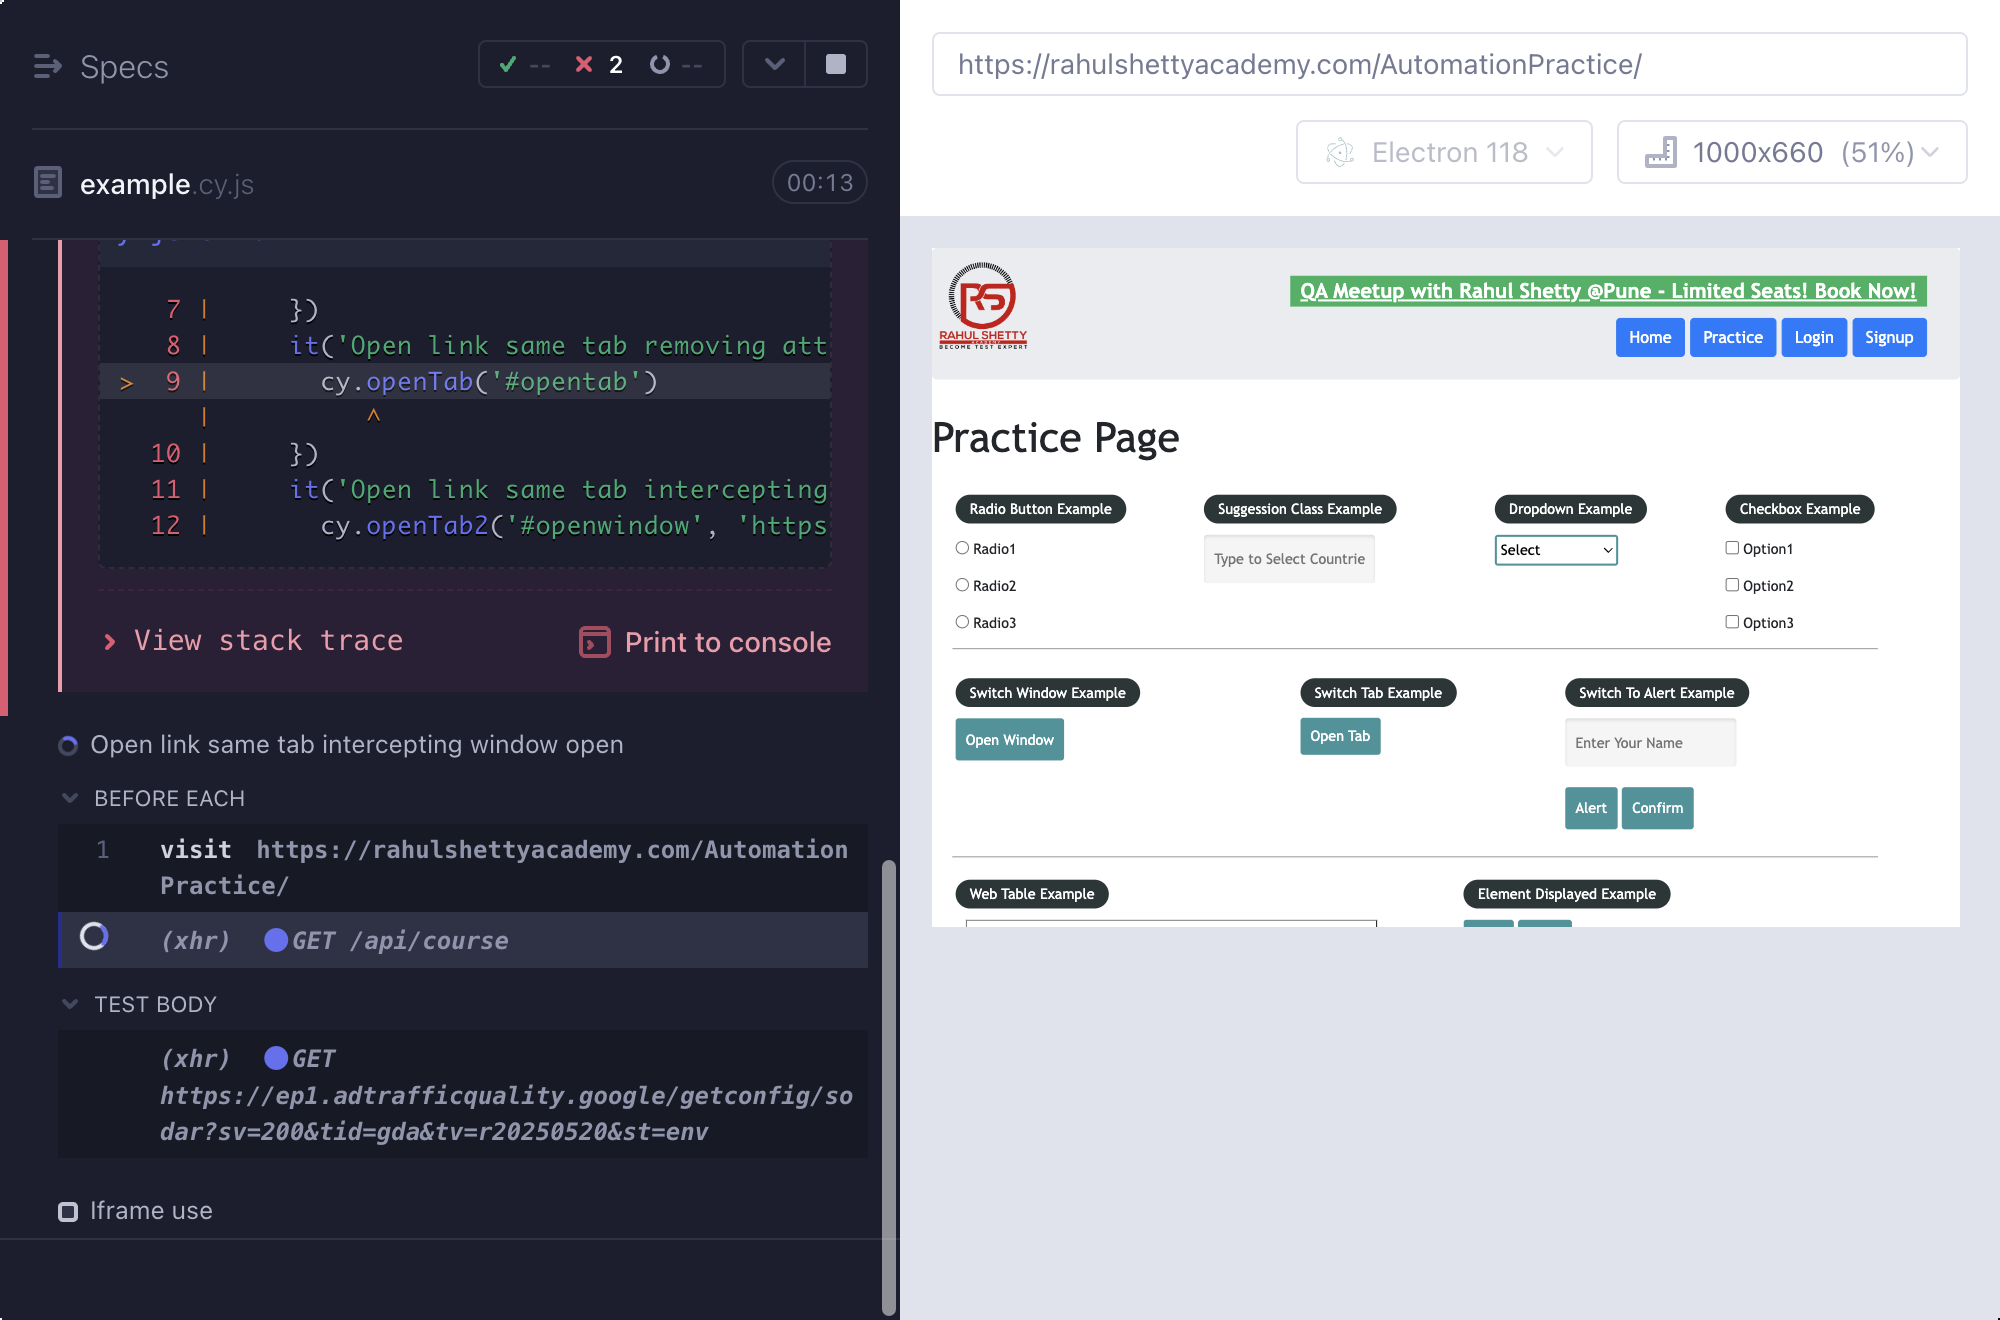 Specs
-- 2 --
example.cy.js
00:13
7 | })
8 | it('Open link same tab removing att
> 9 | cy.openTab('#opentab')
| ^
10 | })
11 | it('Open link same tab intercepting
12 | cy.openTab2('#openwindow', 'https
View stack trace
Print to console
Open link same tab intercepting window open
BEFORE EACH
1 visit https://rahulshettyacademy.com/Automation
Practice/
(xhr) GET /api/course
TEST BODY
(xhr) GET
https://ep1.adtrafficquality.google/getconfig/so
dar?sv=200&tid=gda&tv=r20250520&st=env
Iframe use
https://rahulshettyacademy.com/AutomationPractice/
Electron 118
1000x660 (51%)
RS
RAHUL SHETTY
ACADEMY
BECOME TEST EXPERT
QA Meetup with Rahul Shetty @Pune - Limited Seats! Book Now!
Home Practice Login Signup
Practice Page
Radio Button Example
Radio1
Radio2
Radio3
Suggession Class Example
Type to Select Countrie
Dropdown Example
Select
Checkbox Example
Option1
Option2
Option3
Switch Window Example
Open Window
Switch Tab Example
Open Tab
Switch To Alert Example
Enter Your Name
Alert Confirm
Web Table Example
Element Displayed Example